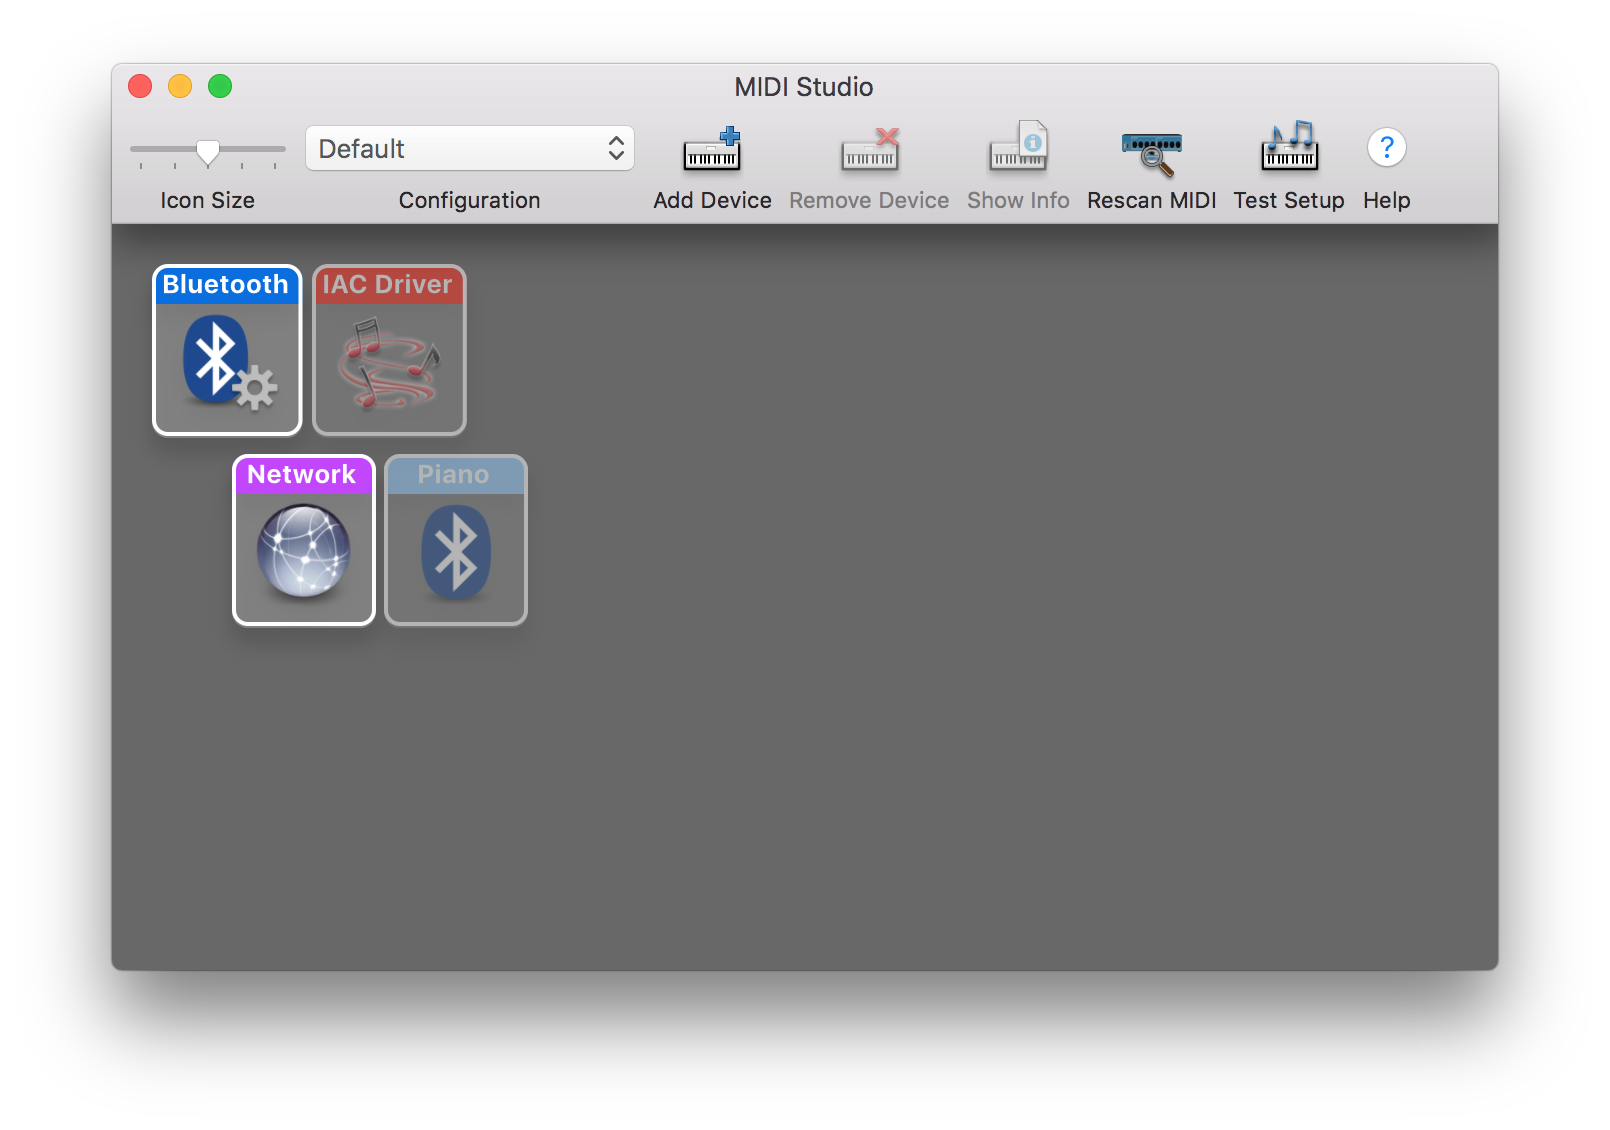 MIDI Studio
Default
Icon Size
Configuration
Add Device
Remove Device
Show Info
Rescan MIDI
Test Setup
?
Help
Bluetooth
IAC Driver
Network
Piano